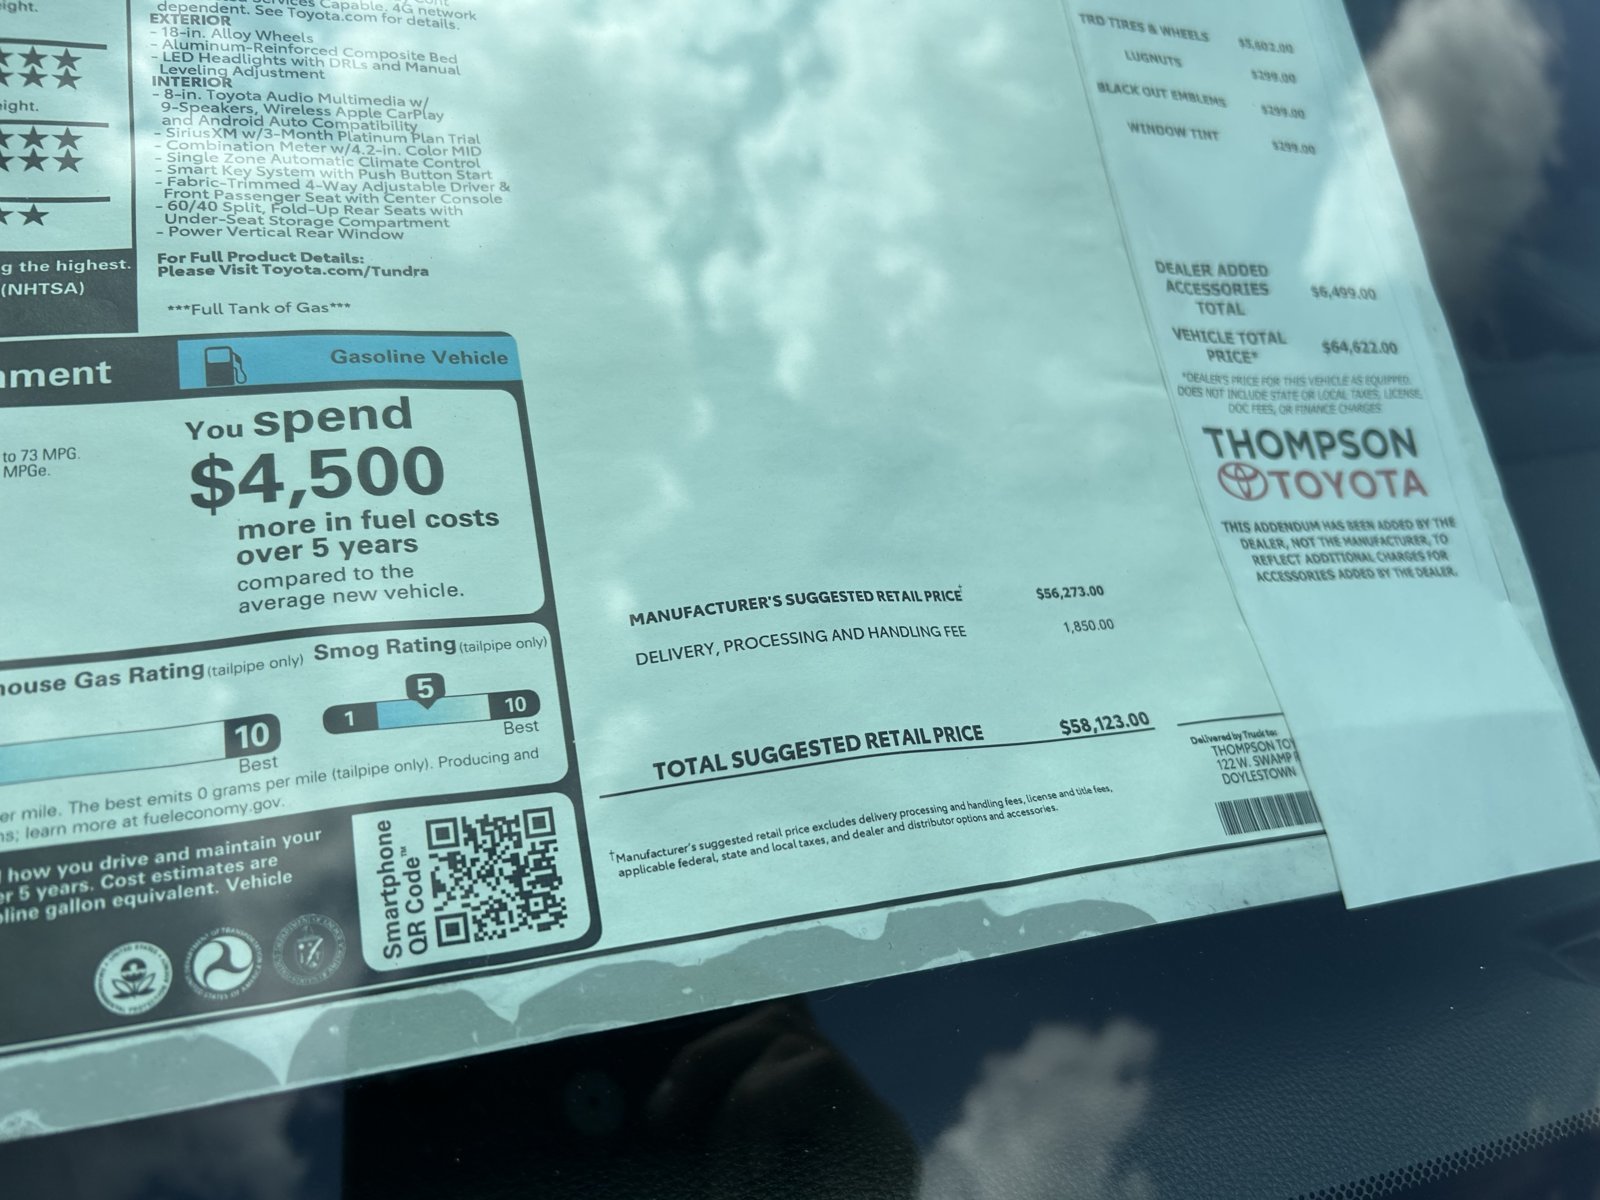 eight.
eight.
g the highest.
(NHTSA)
dependent. See Toyota.com for details.
EXTERIOR
- 18-in. Alloy Wheels
- Aluminum-Reinforced Composite Bed
- LED Headlights with DRLs and Manual
Leveling Adjustment
INTERIOR
- 8-in. Toyota Audio Multimedia w/
9-Speakers, Wireless Apple CarPlay
and Android Auto Compatibility
- SiriusXM w/3-Month Platinum Plan Trial
- Combination Meter w/4.2-in. Color MID
- Single Zone Automatic Climate Control
- Smart Key System with Push Button Start
- Fabric-Trimmed 4-Way Adjustable Driver &
Front Passenger Seat with Center Console
- 60/40 Split, Fold-Up Rear Seats with
Under-Seat Storage Compartment
- Power Vertical Rear Window
For Full Product Details:
Please Visit Toyota.com/Tundra
***Full Tank of Gas***
nment
Gasoline Vehicle
to 73 MPG.
MPGe.
You spend
$4,500
more in fuel costs
over 5 years
compared to the
average new vehicle.
house Gas Rating (tailpipe only)
Smog Rating (tailpipe only)
10
Best
5
1
10
Best
er mile. The best emits 0 grams per mile (tailpipe only). Producing and
ns; learn more at fueleconomy.gov.
how you drive and maintain your
er 5 years. Cost estimates are
oline gallon equivalent. Vehicle
Smartphone
QR Code™
MANUFACTURER'S SUGGESTED RETAIL PRICE† $56,273.00
DELIVERY, PROCESSING AND HANDLING FEE 1,850.00
TOTAL SUGGESTED RETAIL PRICE $58,123.00
†Manufacturer's suggested retail price excludes delivery processing and handling fees, license and title fees,
applicable federal, state and local taxes, and dealer and distributor options and accessories.
Delivered by Truck to:
THOMPSON TOY
122 W. SWAMP R
DOYLESTOWN
TRD TIRES & WHEELS $5,602.00
LUGNUTS $299.00
BLACK OUT EMBLEMS $299.00
WINDOW TINT $299.00
DEALER ADDED
ACCESSORIES
TOTAL
$6,499.00
VEHICLE TOTAL
PRICE*
$64,622.00
*DEALER'S PRICE FOR THIS VEHICLE AS EQUIPPED.
DOES NOT INCLUDE STATE OR LOCAL TAXES, LICENSE,
DOC FEES, OR FINANCE CHARGES
THOMPSON
TOYOTA
THIS ADDENDUM HAS BEEN ADDED BY THE
DEALER, NOT THE MANUFACTURER, TO
REFLECT ADDITIONAL CHARGES FOR
ACCESSORIES ADDED BY THE DEALER.